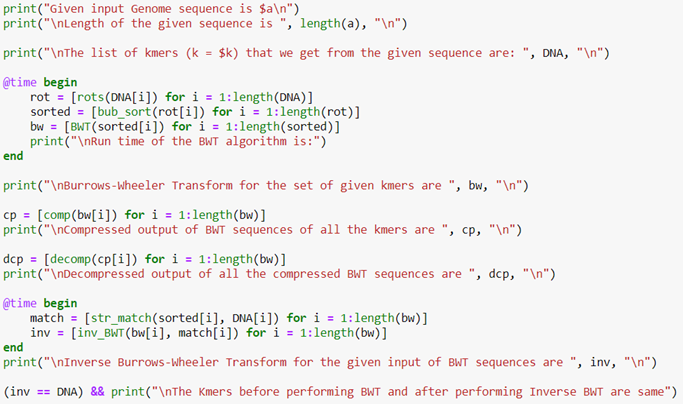 print("Given input Genome sequence is $a\n")
print("\nLength of the given sequence is ", length(a), "\n")
print("\nThe list of kmers (k = $k) that we get from the given sequence are: ", DNA, "\n")
@time begin
    rot = [rots(DNA[i]) for i = 1:length(DNA)]
    sorted = [bub_sort(rot[i]) for i = 1:length(rot)]
    bw = [BWT(sorted[i]) for i = 1:length(sorted)]
    print("\nRun time of the BWT algorithm is:")
end
print("\nBurrows-Wheeler Transform for the set of given kmers are ", bw, "\n")
cp = [comp(bw[i]) for i = 1:length(bw)]
print("\nCompressed output of BWT sequences of all the kmers are ", cp, "\n")
dcp = [decomp(cp[i]) for i = 1:length(bw)]
print("\nDecompressed output of all the compressed BWT sequences are ", dcp, "\n")
@time begin
    match = [str_match(sorted[i], DNA[i]) for i = 1:length(bw)]
    inv = [inv_BWT(bw[i], match[i]) for i = 1:length(bw)]
end
print("\nInverse Burrows-Wheeler Transform for the given input of BWT sequences are ", inv, "\n")
(inv == DNA) && print("\nThe Kmers before performing BWT and after performing Inverse BWT are same")